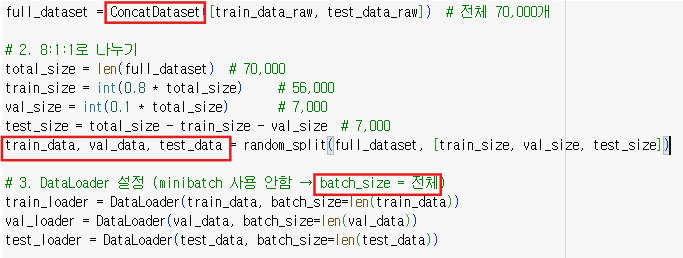 full_dataset = ConcatDataset([train_data_raw, test_data_raw])  # 전체 70,000개
# 2. 8:1:1로 나누기
total_size = len(full_dataset)  # 70,000
train_size = int(0.8 * total_size)     # 56,000
val_size = int(0.1 * total_size)       # 7,000
test_size = total_size - train_size - val_size  # 7,000
train_data, val_data, test_data = random_split(full_dataset, [train_size, val_size, test_size])
# 3. DataLoader 설정 (minibatch 사용 안함 → batch_size = 전체)
train_loader = DataLoader(train_data, batch_size=len(train_data))
val_loader = DataLoader(val_data, batch_size=len(val_data))
test_loader = DataLoader(test_data, batch_size=len(test_data))